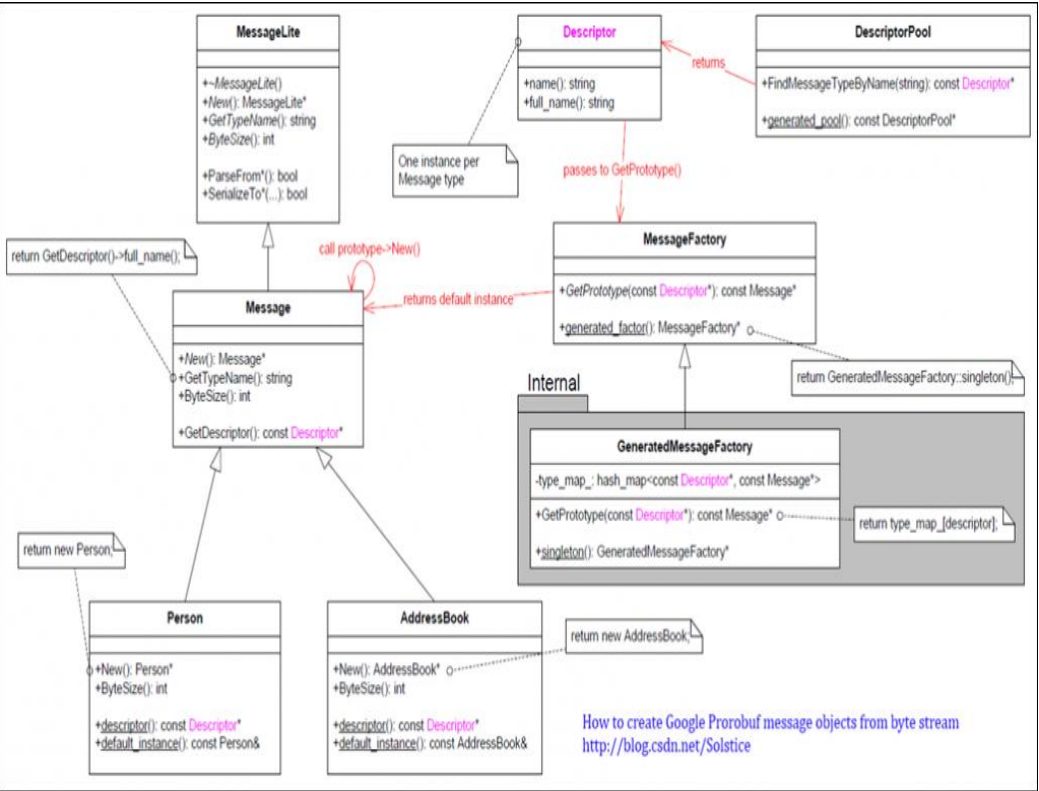 MessageLite
+~MessageLite()
+New(): MessageLite*
+GetTypeName(): string
+ByteSize(): int
+ParseFrom*(): bool
+SerializeTo*(...): bool
Descriptor
+name(): string
+full_name(): string
returns
DescriptorPool
+FindMessageTypeByName(string): const Descriptor*
+generated_pool(): const DescriptorPool*
One instance per
Message type
passes to GetPrototype()
return GetDescriptor()->full_name();
call prototype->New()
returns default instance
MessageFactory
+GetPrototype(const Descriptor*): const Message*
+generated_factor(): MessageFactory*
return GeneratedMessageFactory::singleton();
Message
+New(): Message*
+GetTypeName(): string
+ByteSize(): int
+GetDescriptor(): const Descriptor*
Internal
GeneratedMessageFactory
-type_map_: hash_map<const Descriptor*, const Message*>
+GetPrototype(const Descriptor*): const Message*
+singleton(): GeneratedMessageFactory*
return type_map_[descriptor];
return new Person;
Person
+New(): Person*
+ByteSize(): int
+descriptor(): const Descriptor*
+default_instance(): const Person&
AddressBook
+New(): AddressBook*
+ByteSize(): int
+descriptor(): const Descriptor*
+default_instance(): const AddressBook&
return new AddressBook;
How to create Google Prorobuf message objects from byte stream
http://blog.csdn.net/Solstice